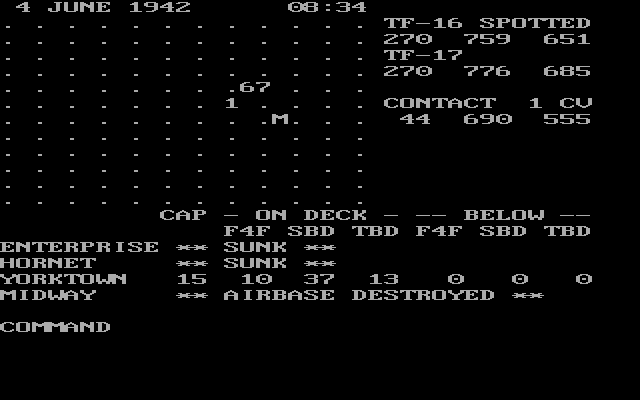 4 JUNE 1942 08:34
TF-16 SPOTTED
270 759 651
TF-17
270 776 685
.67
1 CONTACT 1 CV
.M. 44 690 555
CAP - ON DECK - -- BELOW --
F4F SBD TBD F4F SBD TBD
ENTERPRISE ** SUNK **
HORNET ** SUNK **
YORKTOWN 15 10 37 13 0 0 0
MIDWAY ** AIRBASE DESTROYED **
COMMAND